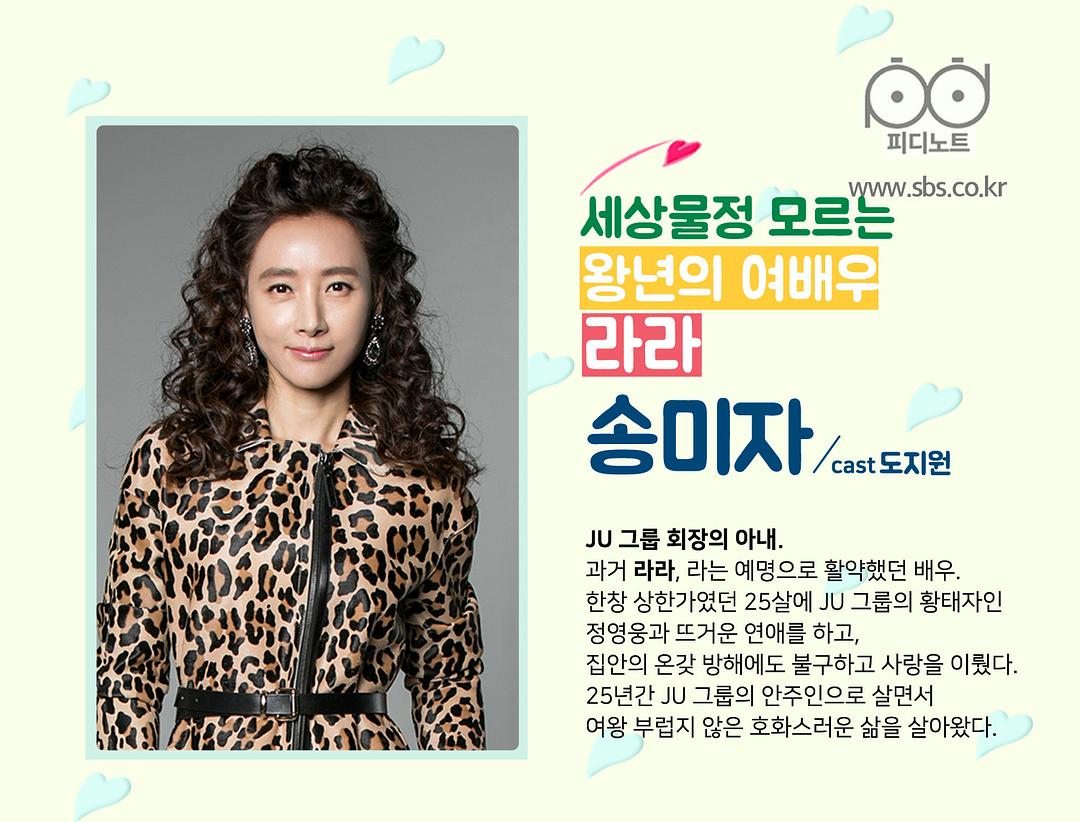 피디노트
www.sbs.co.kr
세상물정 모르는
왕년의 여배우
라라
송미자/cast 도지원
JU 그룹 회장의 아내.
과거 라라, 라는 예명으로 활약했던 배우.
한창 상한가였던 25살에 JU 그룹의 황태자인
정영웅과 뜨거운 연애를 하고,
집안의 온갖 방해에도 불구하고 사랑을 이뤘다.
25년간 JU 그룹의 안주인으로 살면서
여왕 부럽지 않은 호화스러운 삶을 살아왔다.